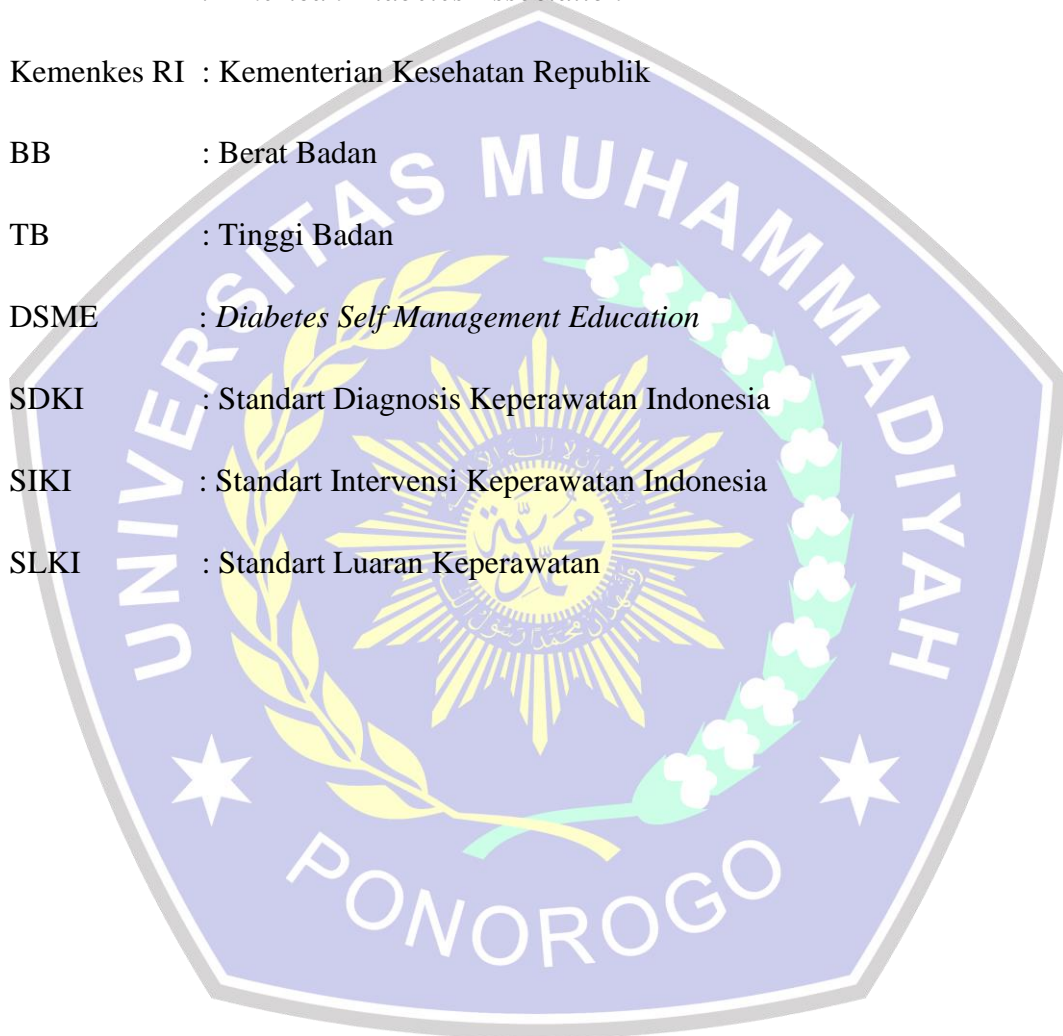 Kemenkes RI : Kementerian Kesehatan Republik
BB : Berat Badan
TB : Tinggi Badan
DSME : Diabetes Self Management Education
SDKI : Standart Diagnosis Keperawatan Indonesia
SIKI : Standart Intervensi Keperawatan Indonesia
SLKI : Standart Luaran Keperawatan
UNIVERSITAS MUHAMMADIYAH
PONOROGO